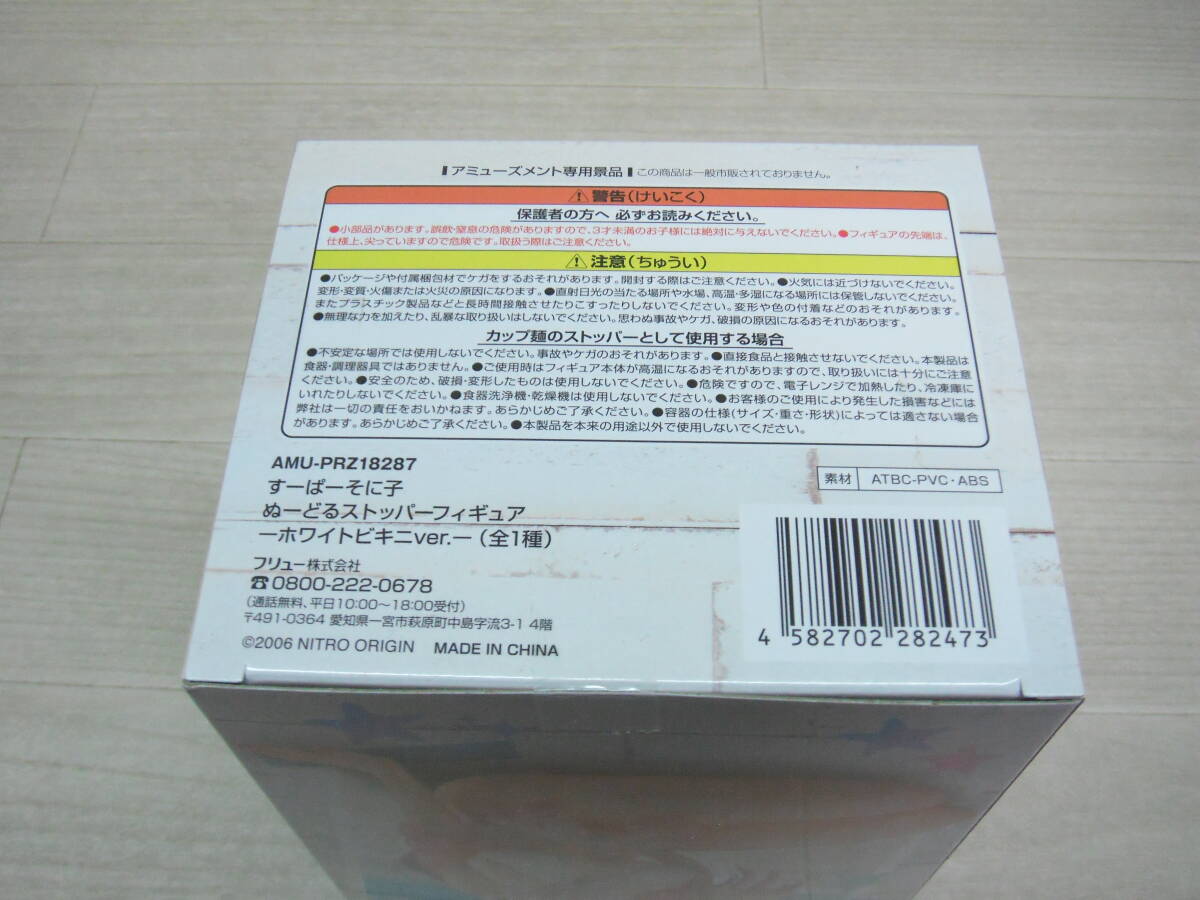 アミューズメント専用景品 この商品は一般市販されておりません。
⚠警告(けいこく)
保護者の方へ 必ずお読みください。
●小部品があります。誤飲・窒息の危険がありますので、3才未満のお子様には絶対に与えないでください。●フィギュアの先端は、
仕様上、尖っていますので危険です。取扱う際はご注意ください。
⚠注意(ちゅうい)
●パッケージや付属梱包材でケガをするおそれがあります。開封する際はご注意ください。●火気には近づけないでください。
変形・変質・火傷または火災の原因になります。●直射日光の当たる場所や水場、高温・多湿になる場所には保管しないでください。
またプラスチック製品などと長時間接触させたりこすったりしないでください。変形や色の付着などのおそれがあります。
●無理な力を加えたり、乱暴な取り扱いはしないでください。思わぬ事故やケガ、破損の原因になるおそれがあります。
カップ麺のストッパーとして使用する場合
●不安定な場所では使用しないでください。事故やケガのおそれがあります。●直接食品と接触させないでください。本製品は
食器・調理器具ではありません。●ご使用時はフィギュア本体が高温になるおそれがありますので、取り扱いには十分にご注意
ください。●安全のため、破損・変形したものは使用しないでください。●危険ですので、電子レンジで加熱したり、冷凍庫に
いれたりしないでください。●食器洗浄機・乾燥機は使用しないでください。●お客様のご使用により発生した損害などには
弊社は一切の責任をおいかねます。あらかじめご了承ください。●容器の仕様(サイズ・重さ・形状)によっては適さない場合
があります。あらかじめご了承ください。●本製品を本来の用途以外で使用しないでください。
AMU-PRZ18287
すーぱーそに子
ぬーどるストッパーフィギュア
ーホワイトビキニver.ー(全1種)
素材 ATBC-PVC・ABS
フリュー株式会社
☎0800-222-0678
(通話無料、平日10:00〜18:00受付)
〒491-0364 愛知県一宮市萩原町中島字流3-1 4階
©2006 NITRO ORIGIN MADE IN CHINA
4 582702 282473